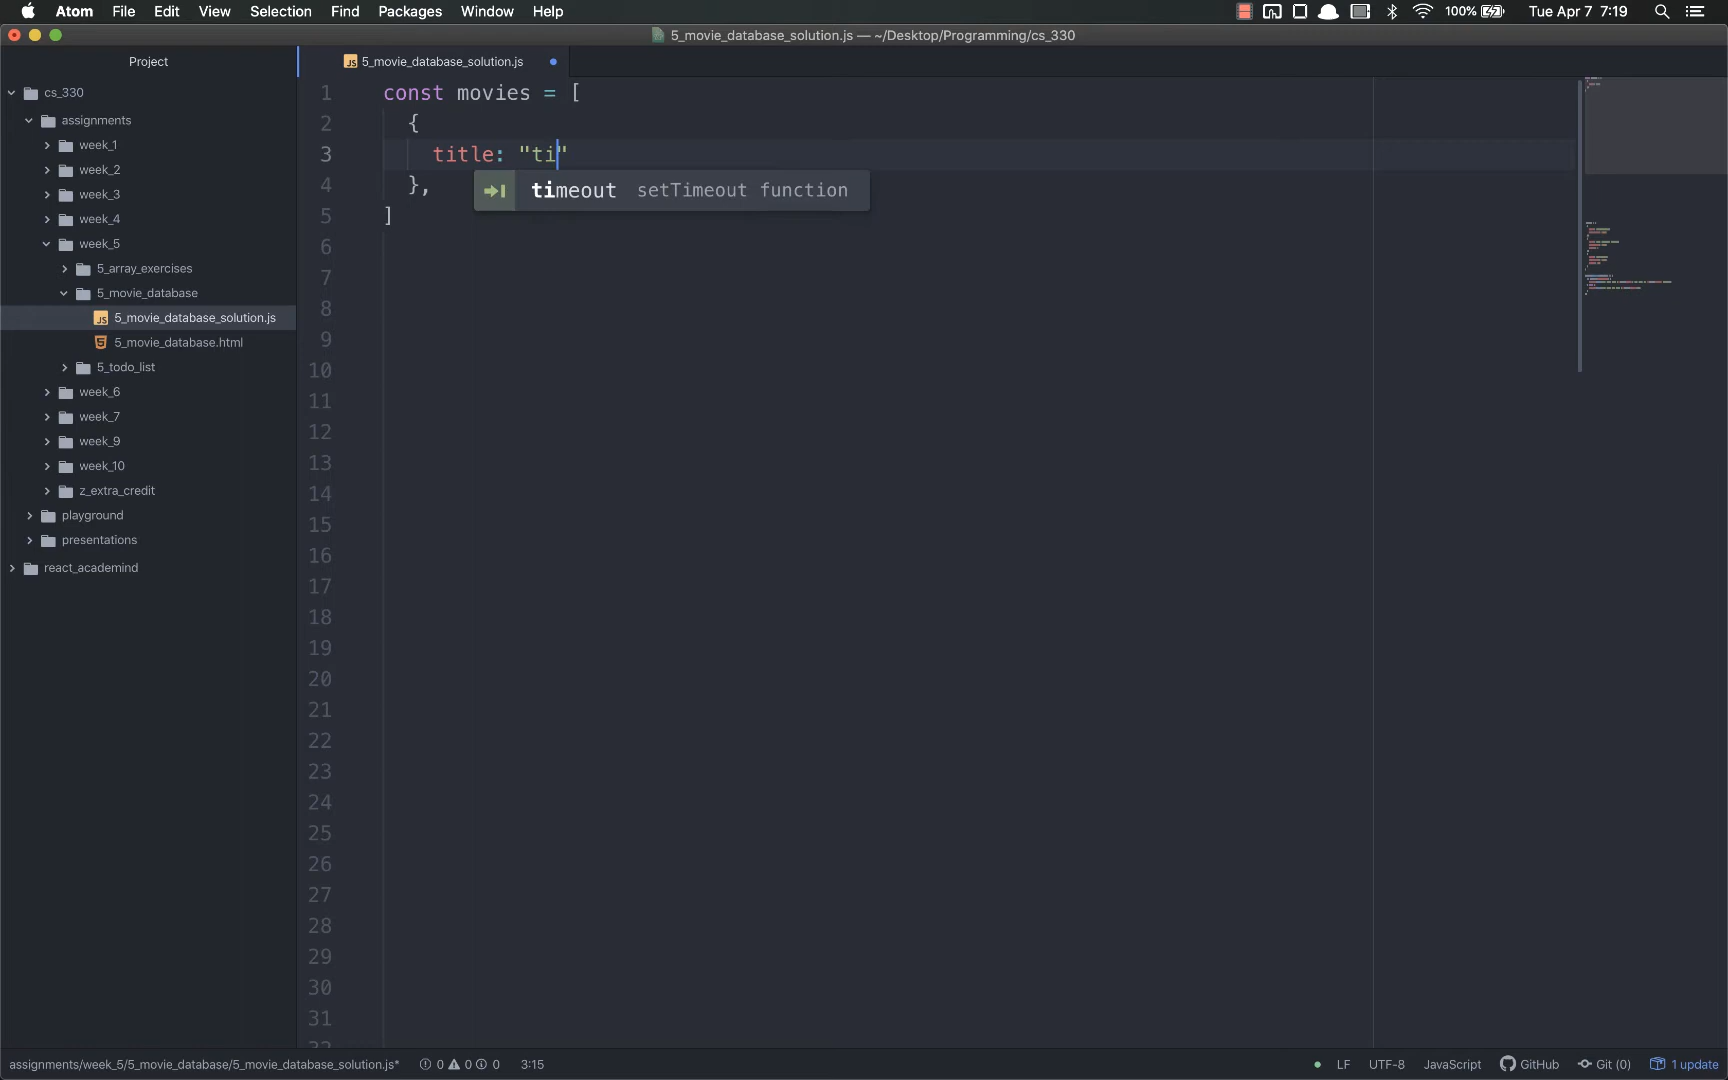 Atom File Edit View Selection Find Packages Window Help 100% Tue Apr 7 7:19
5_movie_database_solution.js — ~/Desktop/Programming/cs_330
Project
cs_330
assignments
week_1
week_2
week_3
week_4
week_5
5_array_exercises
5_movie_database
5_movie_database_solution.js
5_movie_database.html
5_todo_list
week_6
week_7
week_9
week_10
z_extra_credit
playground
presentations
react_academind
5_movie_database_solution.js
1 const movies = [
2 {
3 title: "ti"
timeout setTimeout function
4 },
5 ]
6
7
8
9
10
11
12
13
14
15
16
17
18
19
20
21
22
23
24
25
26
27
28
29
30
31
assignments/week_5/5_movie_database/5_movie_database_solution.js* 0 0 0 3:15 LF UTF-8 JavaScript GitHub Git (0) 1 update